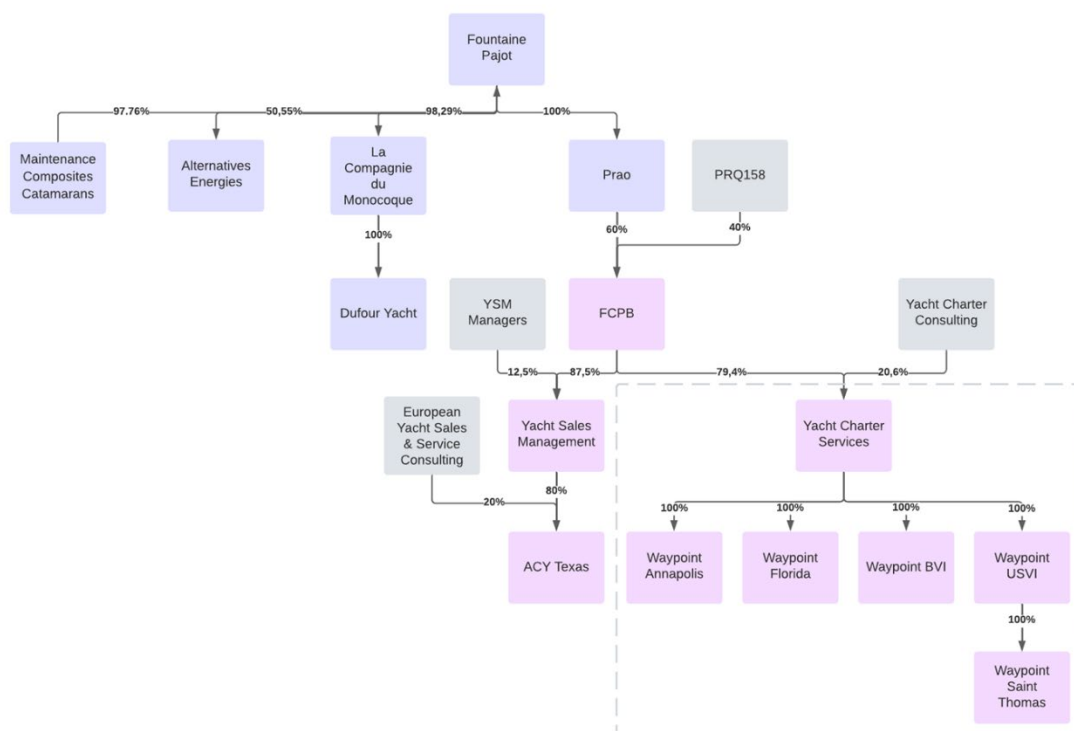 Fountaine
Pajot
97.76%
50,55%
98,29%
100%
Maintenance
Composites
Catamarans
Alternatives
Energies
La
Compagnie
du
Monocoque
Prao
PRQ158
100%
60%
40%
Dufour Yacht
YSM
Managers
FCPB
Yacht Charter
Consulting
12,5%
87,5%
79,4%
20,6%
European
Yacht Sales
& Service
Consulting
Yacht Sales
Management
Yacht Charter
Services
80%
20%
100%
100%
100%
100%
ACY Texas
Waypoint
Annapolis
Waypoint
Florida
Waypoint BVI
Waypoint
USVI
100%
Waypoint
Saint
Thomas